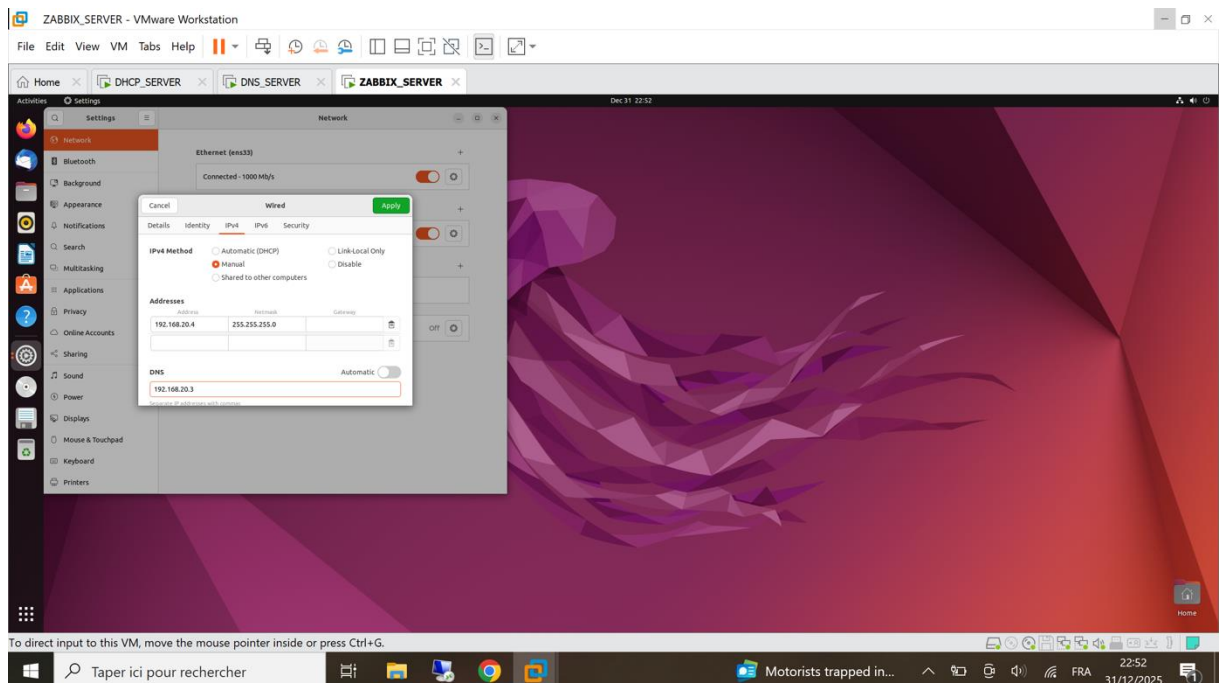 ZABBIX_SERVER - VMware Workstation
File Edit View VM Tabs Help
Home DHCP_SERVER DNS_SERVER ZABBIX_SERVER
Activities Settings Dec 31 22:52
Settings Network
Network
Bluetooth
Background
Appearance
Notifications
Search
Multitasking
Applications
Privacy
Online Accounts
Sharing
Sound
Power
Displays
Mouse & Touchpad
Keyboard
Printers
Ethernet (ens33)
Connected - 1000 Mb/s
Off
Cancel Wired Apply
Details Identity IPv4 IPv6 Security
IPv4 Method Automatic (DHCP) Link-Local Only
Manual Disable
Shared to other computers
Addresses
Address Netmask Gateway
192.168.20.4 255.255.255.0
DNS Automatic
192.168.20.3
Separate IP addresses with commas
Home
To direct input to this VM, move the mouse pointer inside or press Ctrl+G.
Taper ici pour rechercher
Motorists trapped in...
FRA
22:52
31/12/2025
1